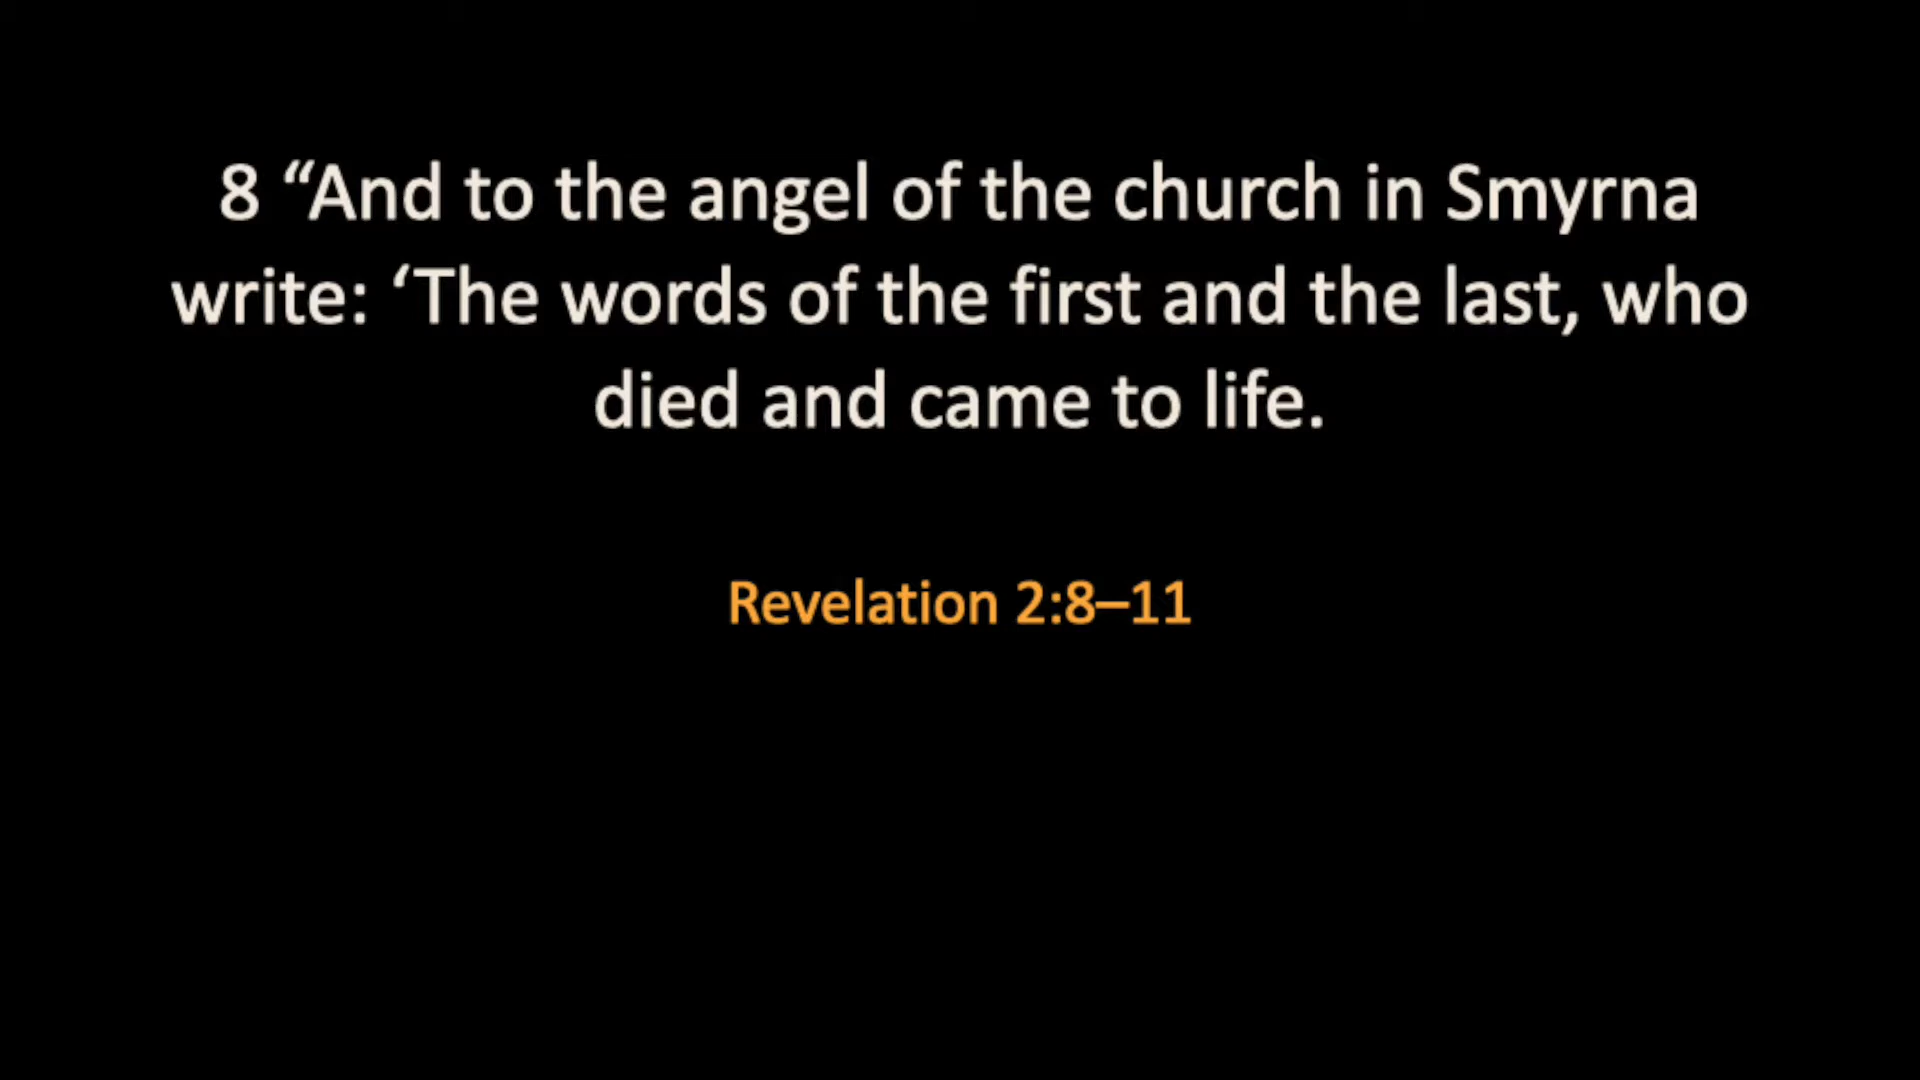 8 “And to the angel of the church in Smyrna
write: ‘The words of the first and the last, who
died and came to life.
Revelation 2:8–11